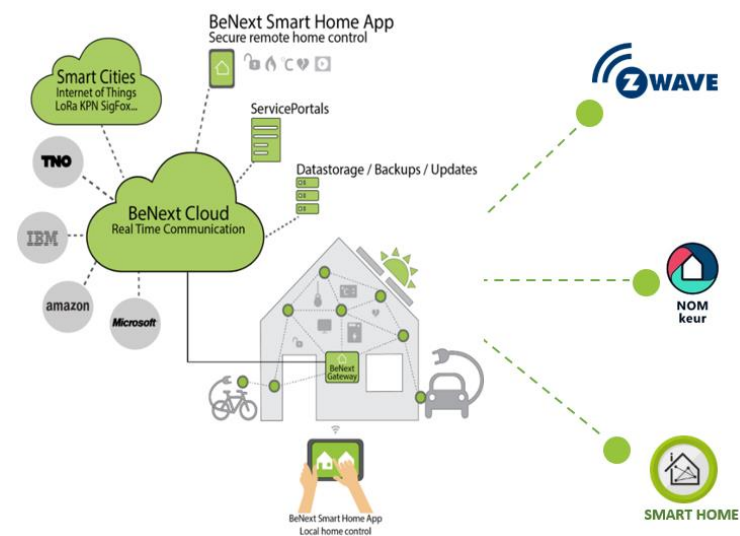 BeNext Smart Home App
Secure remote home control
°C
Smart Cities
Internet of Things
LoRa KPN SigFox...
ServicePortals
TNO
Datastorage / Backups / Updates
BeNext Cloud
Real Time Communication
IBM
amazon
Microsoft
°C
BeNext
Gateway
BeNext Smart Home App
Local home control
Z WAVE
NOM
keur
SMART HOME